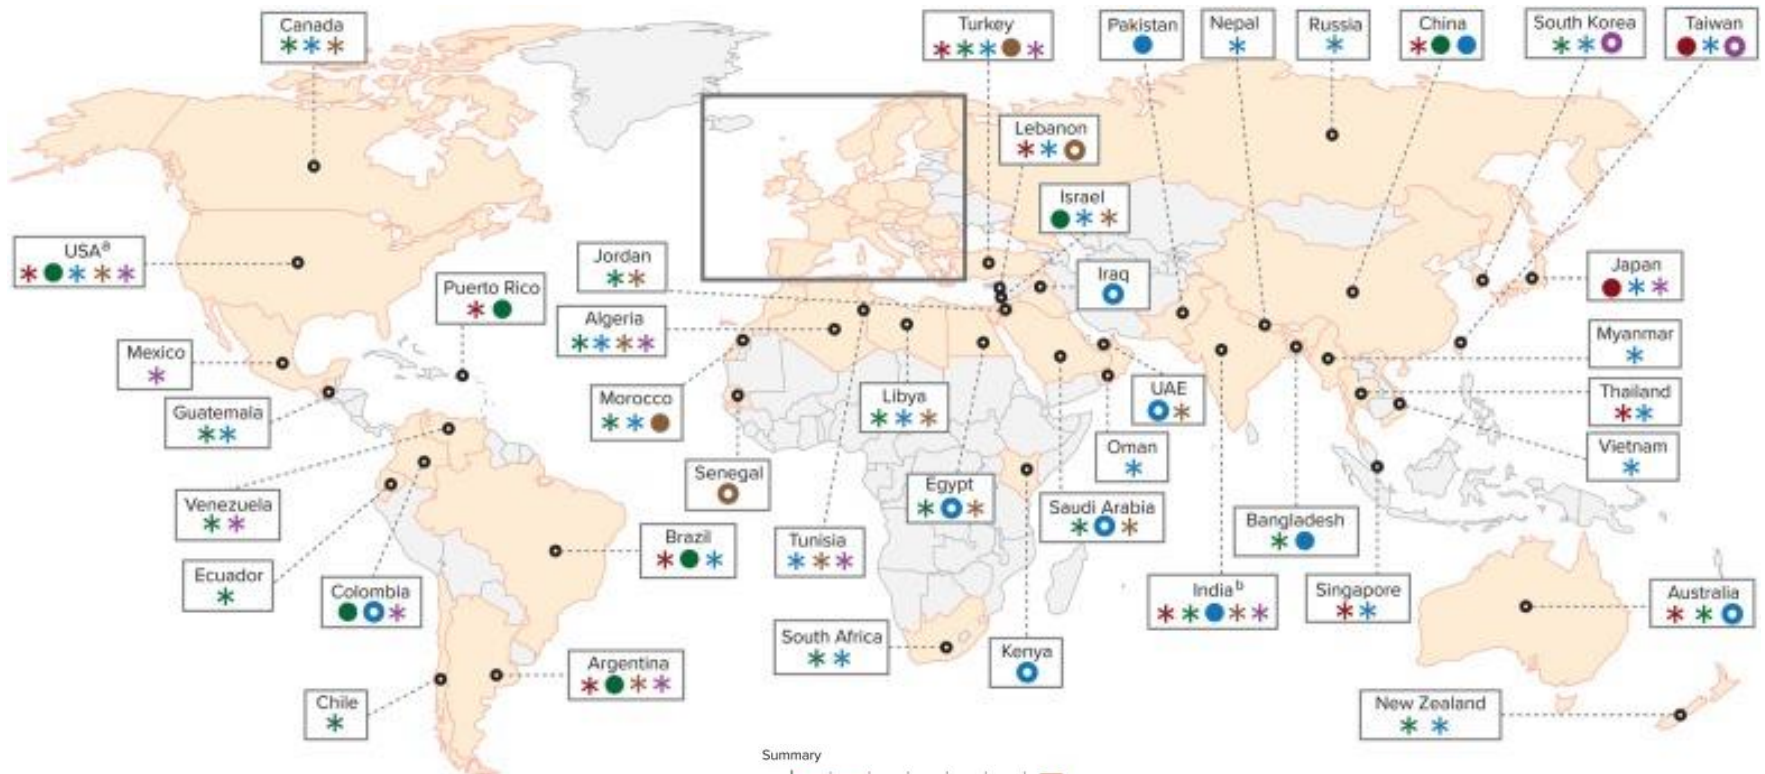 Canada
Turkey
Pakistan
Nepal
Russia
China
South Korea
Taiwan
Lebanon
Israel
USAª
Jordan
Iraq
Japan
Puerto Rico
Algeria
Mexico
Myanmar
Guatemala
Morocco
Libya
UAE
Thailand
Oman
Vietnam
Senegal
Egypt
Venezuela
Saudi Arabia
Bangladesh
Brazil
Tunisia
Ecuador
Colombia
Indiaᵇ
Singapore
Australia
South Africa
Kenya
Argentina
Chile
New Zealand
Summary